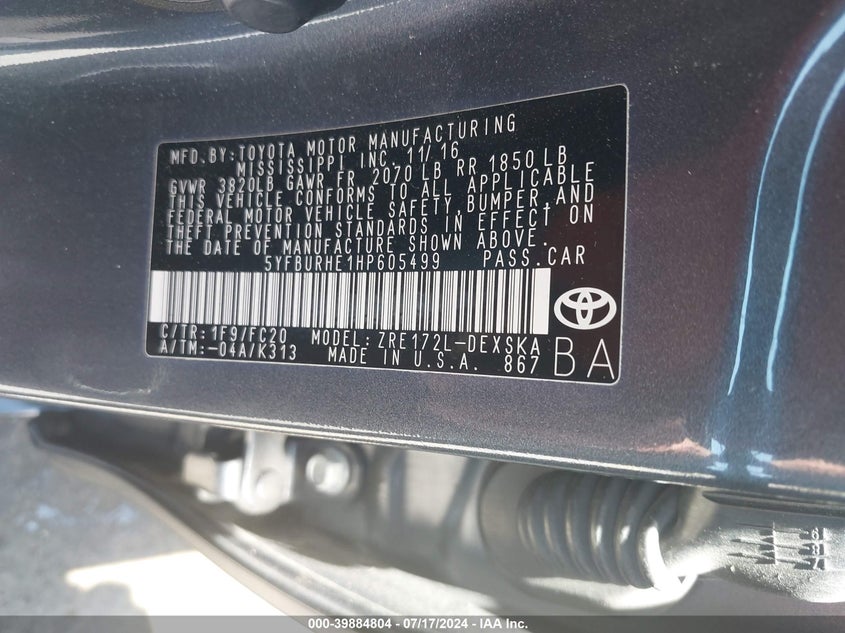 MFD.BY:TOYOTA MOTOR MANUFACTURING
MISSISSIPPI INC. 11/16
GVWR 3820LB GAWR FR 2070 LB RR 1850 LB
THIS VEHICLE CONFORMS TO ALL APPLICABLE
FEDERAL MOTOR VEHICLE SAFETY, BUMPER, AND
THEFT PREVENTION STANDARDS IN EFFECT ON
THE DATE OF MANUFACTURE SHOWN ABOVE.
5YFBURHE1HP605499 PASS.CAR
C/TR: 1F9/FC20 MODEL: ZRE172L-DEXSKA
A/TM: -04A/K313 MADE IN U.S.A. 867 BA
000-39884804 / 07/17/2024 - IAA Inc.